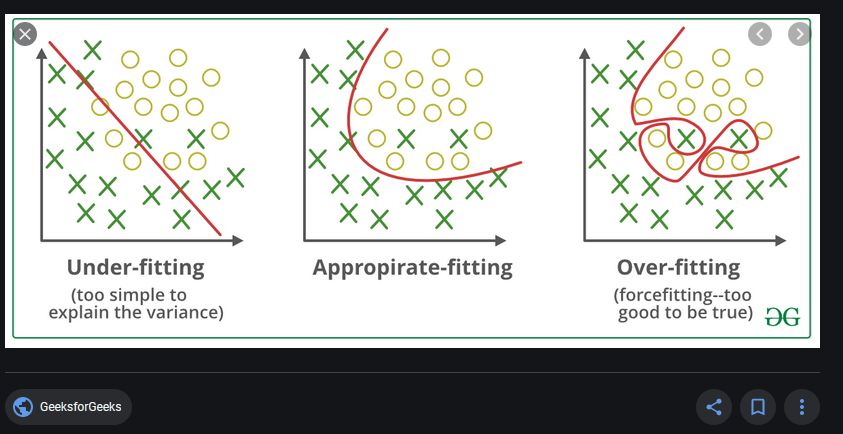 Under-fitting
(too simple to
explain the variance)
Appropirate-fitting
Over-fitting
(forcefitting--too
good to be true)
GeeksforGeeks